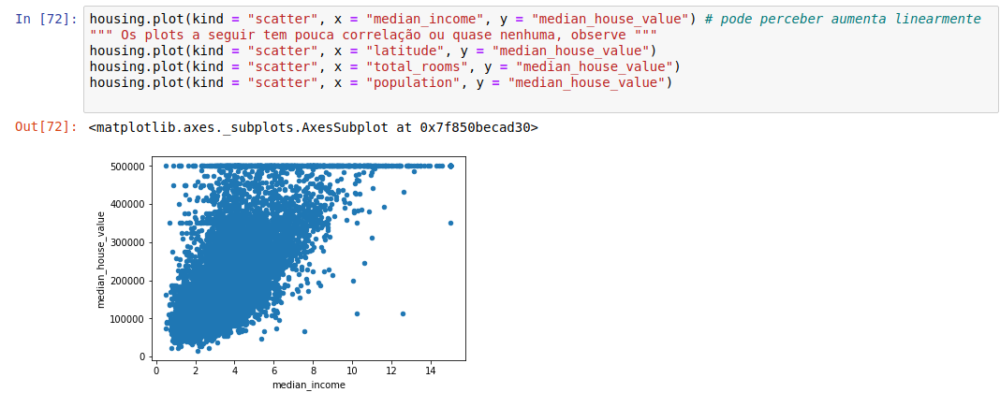 In [72]: housing.plot(kind = "scatter", x = "median_income", y = "median_house_value") # pode perceber aumenta linearmente
""" Os plots a seguir tem pouca correlação ou quase nenhuma, observe """
housing.plot(kind = "scatter", x = "latitude", y = "median_house_value")
housing.plot(kind = "scatter", x = "total_rooms", y = "median_house_value")
housing.plot(kind = "scatter", x = "population", y = "median_house_value")
Out[72]: <matplotlib.axes._subplots.AxesSubplot at 0x7f850becad30>
500000
400000
300000
200000
100000
0
median_house_value
0 2 4 6 8 10 12 14
median_income